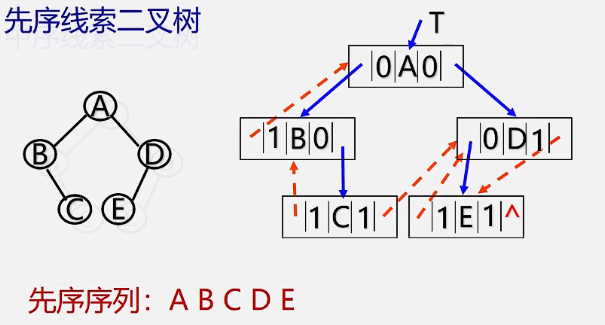 先序线索二叉树
T
0 A 0
A
1 B 0
0 D 1
B
D
C
E
1 C 1
1 E 1 ^
先序序列：A B C D E